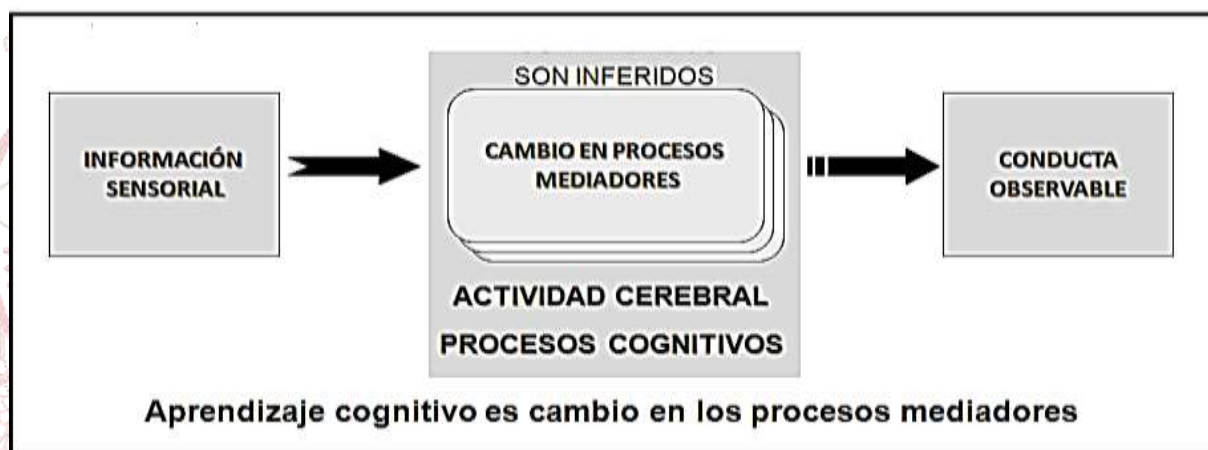 SON INFERIDOS
INFORMACIÓN
SENSORIAL
CAMBIO EN PROCESOS
MEDIADORES
CONDUCTA
OBSERVABLE
ACTIVIDAD CEREBRAL
PROCESOS COGNITIVOS
Aprendizaje cognitivo es cambio en los procesos mediadores